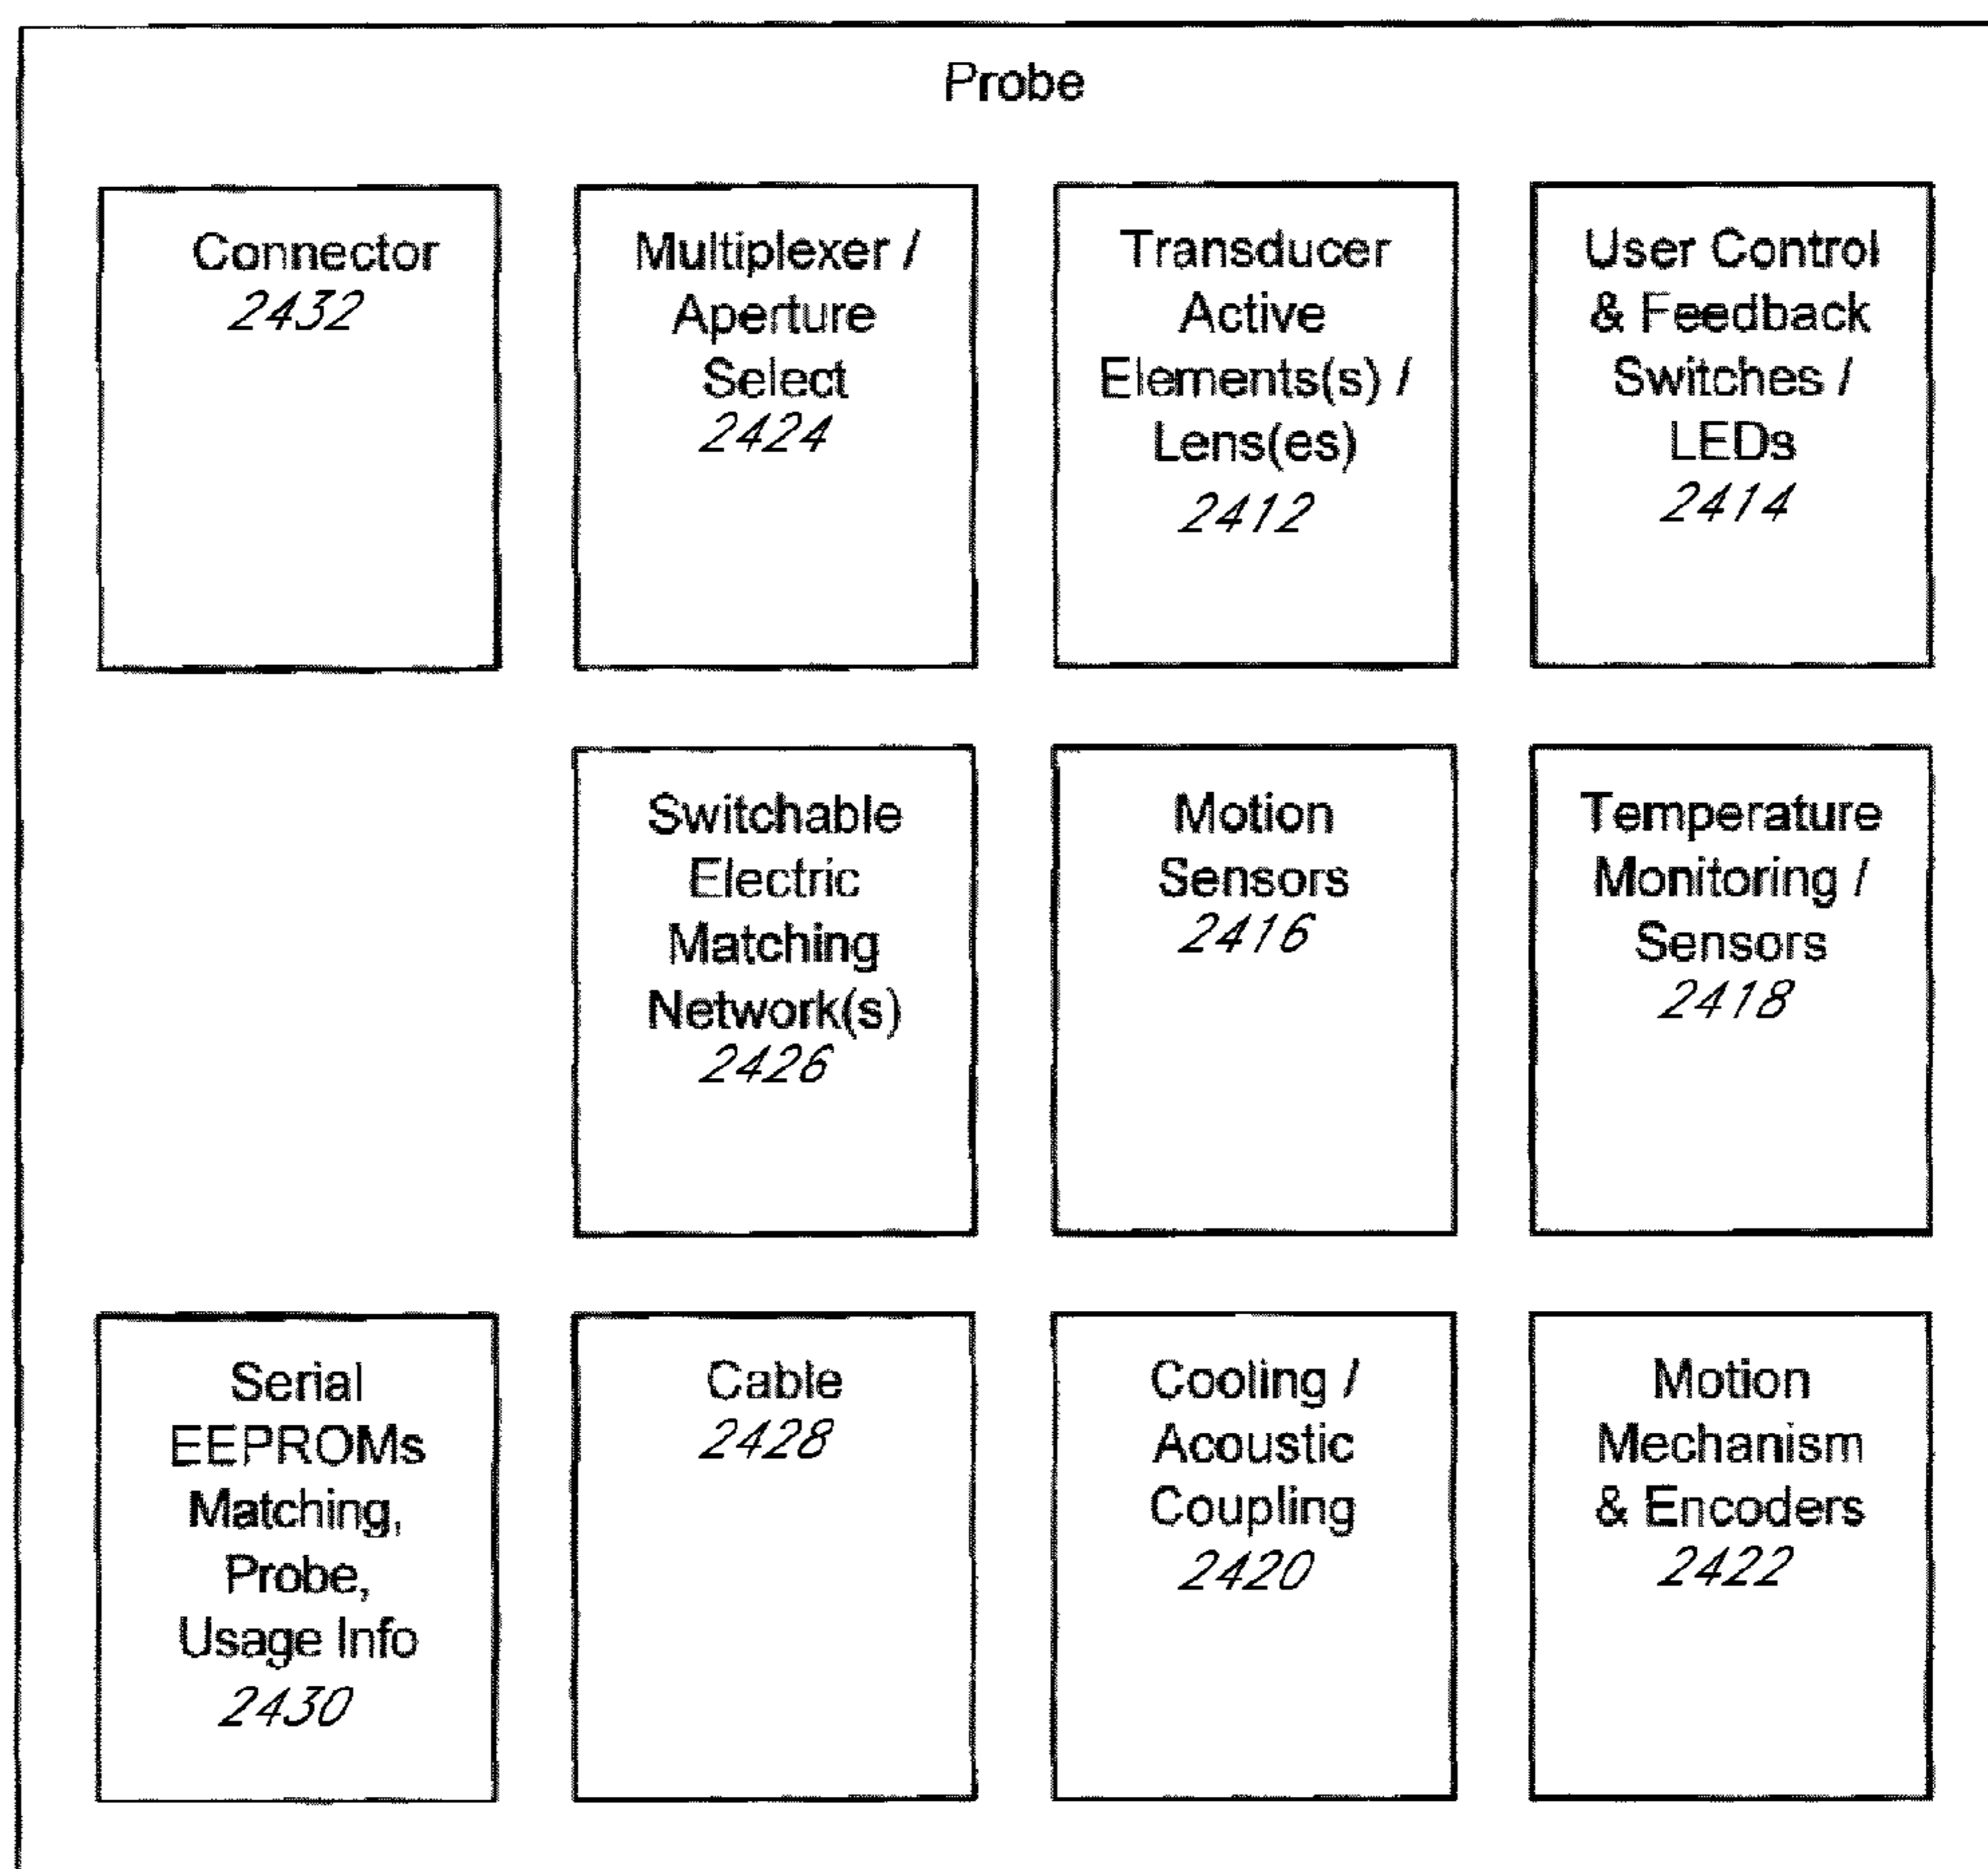 Probe
Connector
2432
Multiplexer /
Aperture
Select
2424
Transducer
Active
Elements(s) /
Lens(es)
2412
User Control
& Feedback
Switches /
LEDs
2414
Switchable
Electric
Matching
Network(s)
2426
Motion
Sensors
2416
Temperature
Monitoring /
Sensors
2418
Serial
EEPROMs
Matching,
Probe,
Usage Info
2430
Cable
2428
Cooling /
Acoustic
Coupling
2420
Motion
Mechanism
& Encoders
2422